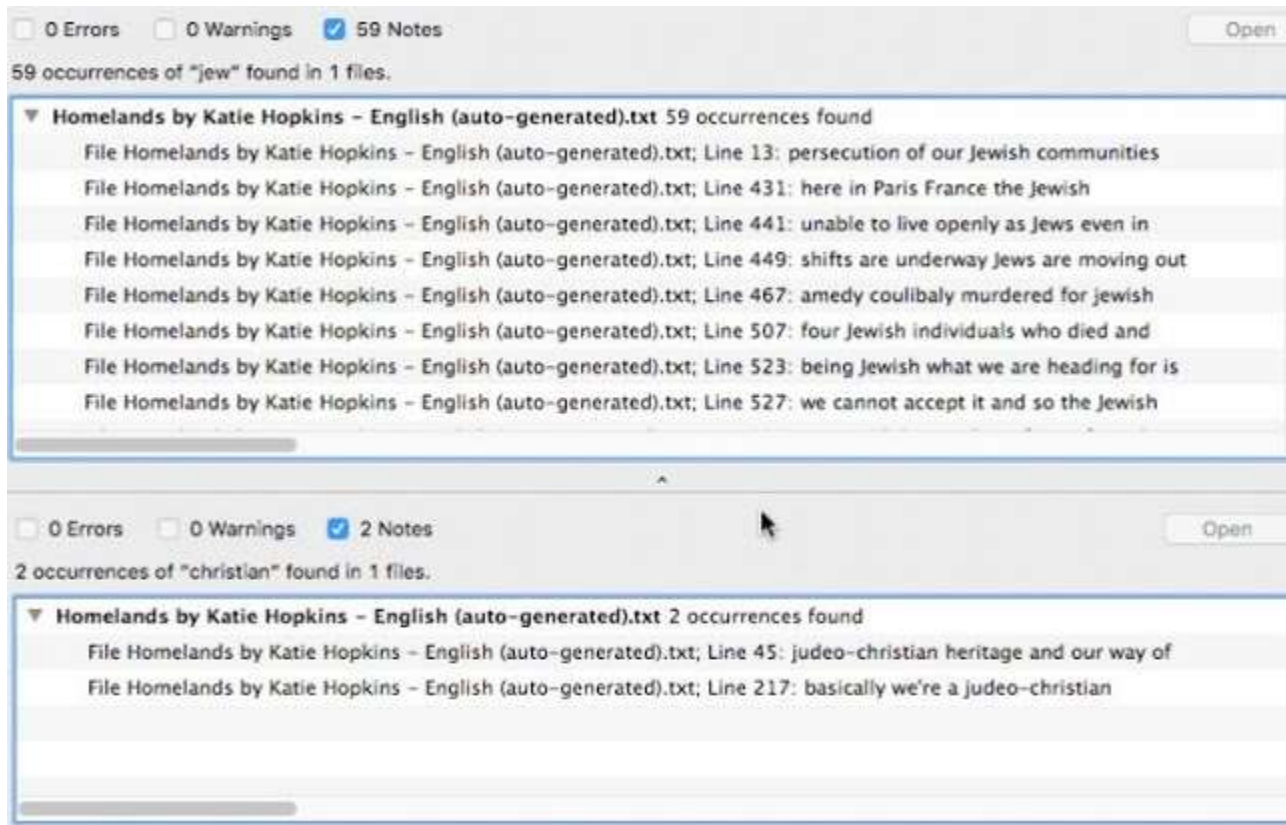 0 Errors 0 Warnings 59 Notes Open
59 occurrences of "jew" found in 1 files.
Homelands by Katie Hopkins – English (auto-generated).txt 59 occurrences found
File Homelands by Katie Hopkins – English (auto-generated).txt; Line 13: persecution of our Jewish communities
File Homelands by Katie Hopkins – English (auto-generated).txt; Line 431: here in Paris France the Jewish
File Homelands by Katie Hopkins – English (auto-generated).txt; Line 441: unable to live openly as Jews even in
File Homelands by Katie Hopkins – English (auto-generated).txt; Line 449: shifts are underway Jews are moving out
File Homelands by Katie Hopkins – English (auto-generated).txt; Line 467: amedy coulibaly murdered for jewish
File Homelands by Katie Hopkins – English (auto-generated).txt; Line 507: four Jewish individuals who died and
File Homelands by Katie Hopkins – English (auto-generated).txt; Line 523: being Jewish what we are heading for is
File Homelands by Katie Hopkins – English (auto-generated).txt; Line 527: we cannot accept it and so the Jewish
0 Errors 0 Warnings 2 Notes Open
2 occurrences of "christian" found in 1 files.
Homelands by Katie Hopkins – English (auto-generated).txt 2 occurrences found
File Homelands by Katie Hopkins – English (auto-generated).txt; Line 45: judeo-christian heritage and our way of
File Homelands by Katie Hopkins – English (auto-generated).txt; Line 217: basically we're a judeo-christian